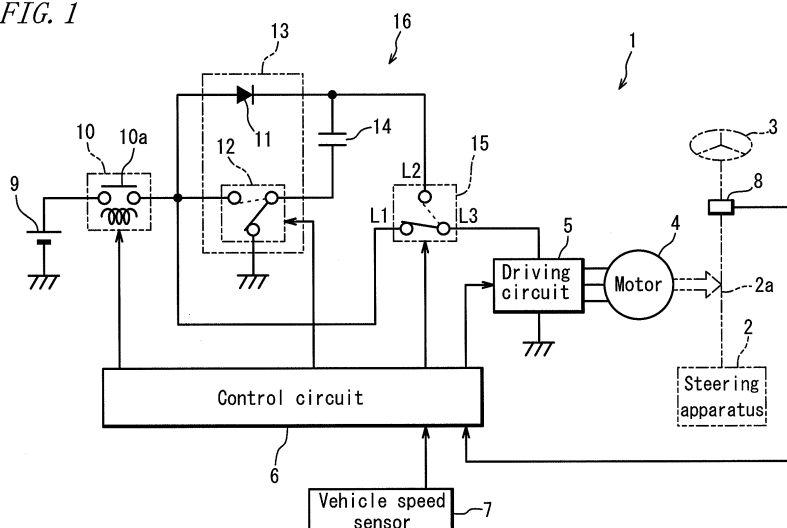 FIG. 1
16
1
13
10
10a
11
14
3
12
15
L2
9
8
L1
L3
5
4
Driving
circuit
Motor
2a
2
Steering
apparatus
Control circuit
6
Vehicle speed
sensor
7